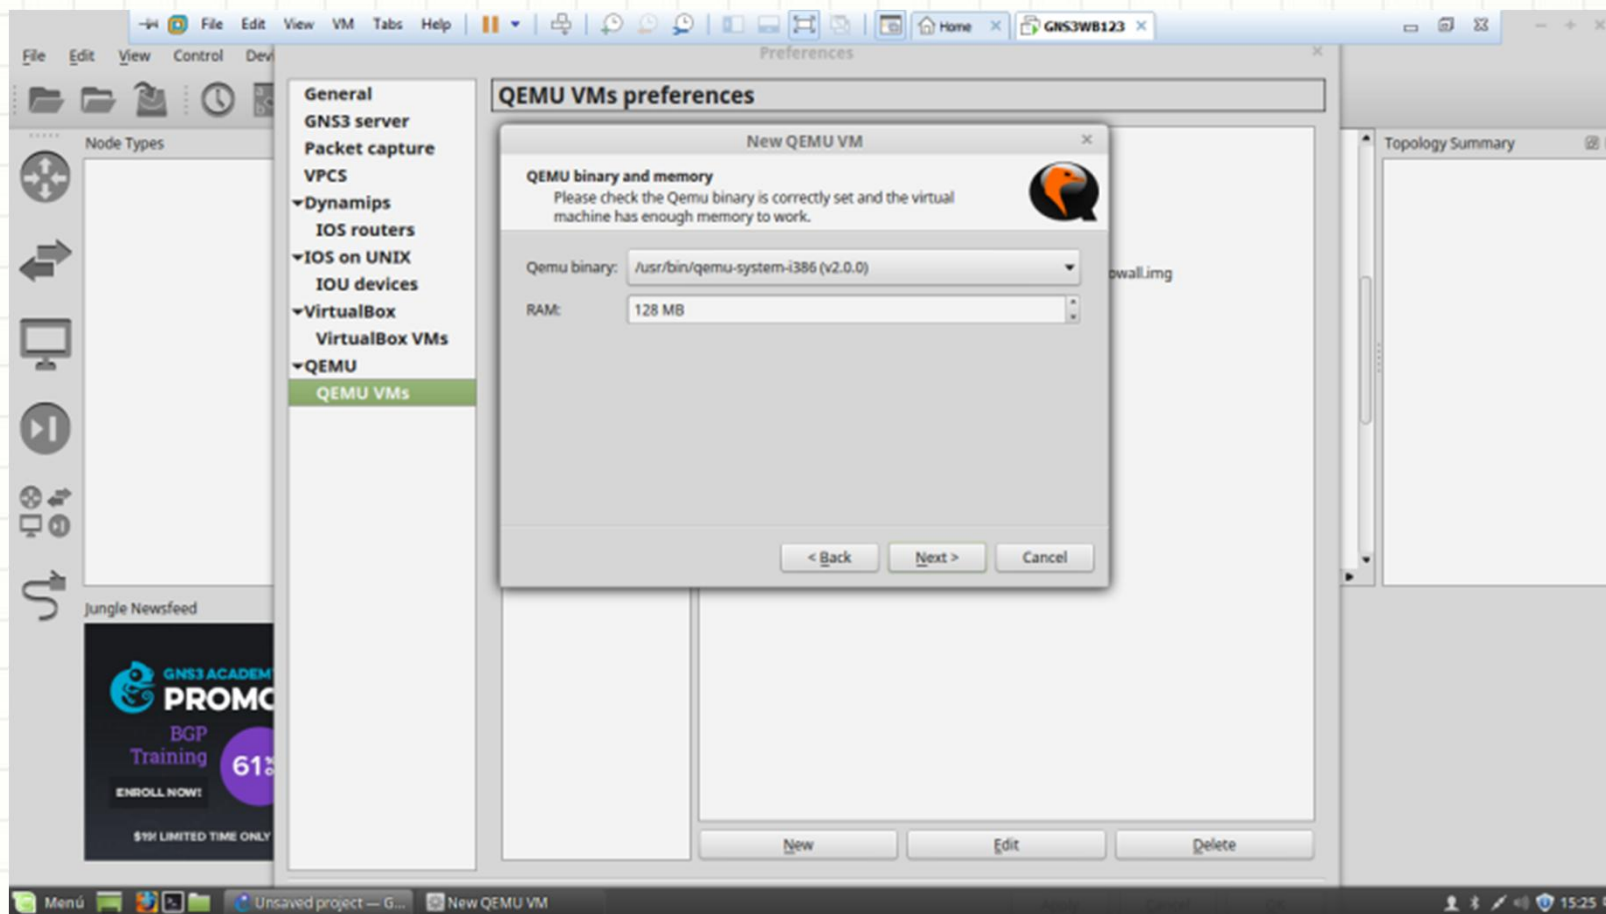 File Edit View VM Tabs Help
Home
GNS3WB123
File Edit View Control Devi
Preferences
General
GNS3 server
Packet capture
VPCS
Dynamips
IOS routers
IOS on UNIX
IOU devices
VirtualBox
VirtualBox VMs
QEMU
QEMU VMs
QEMU VMs preferences
New QEMU VM
QEMU binary and memory
Please check the Qemu binary is correctly set and the virtual
machine has enough memory to work.
Qemu binary: /usr/bin/qemu-system-i386 (v2.0.0)
RAM: 128 MB
< Back Next > Cancel
owall.img
Node Types
Topology Summary
Jungle Newsfeed
GNS3 ACADEM
PROMO
BGP
Training
61%
ENROLL NOW!
$19! LIMITED TIME ONLY
New Edit Delete
Menú
Unsaved project — G...
New QEMU VM
15:25